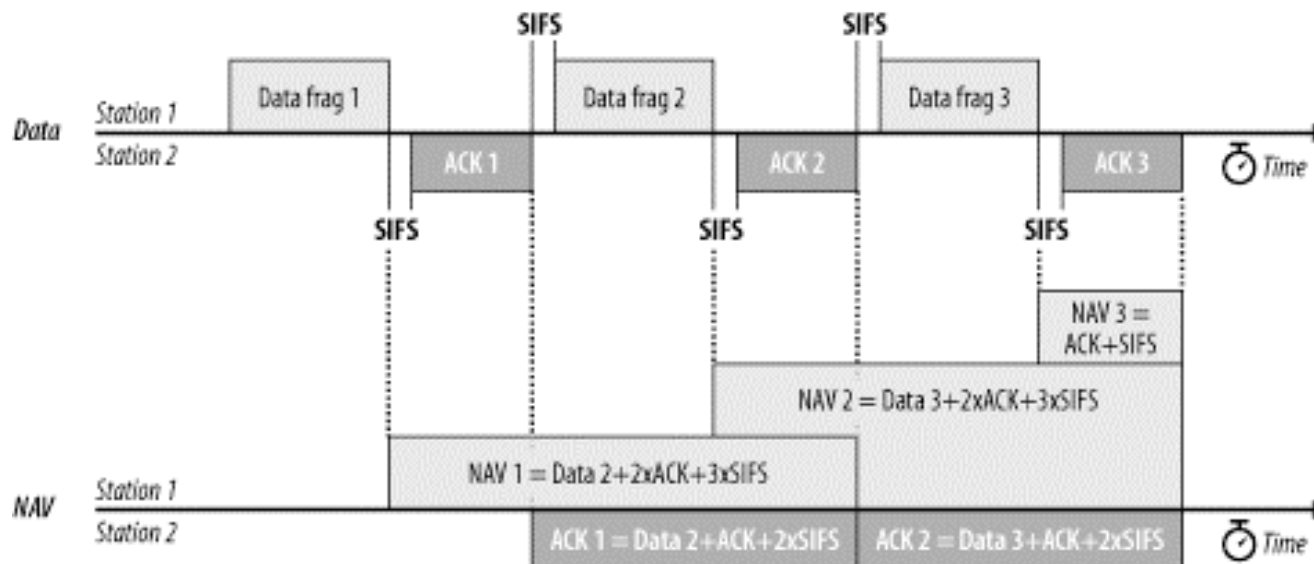 SIFS
SIFS
Data frag 1
Data frag 2
Data frag 3
Data
Station 1
Station 2
ACK 1
ACK 2
ACK 3
Time
SIFS
SIFS
SIFS
NAV 3 =
ACK+SIFS
NAV 2 = Data 3+2xACK+3xSIFS
NAV 1 = Data 2+2xACK+3xSIFS
NAV
Station 1
Station 2
ACK 1 = Data 2+ACK+2xSIFS
ACK 2 = Data 3+ACK+2xSIFS
Time